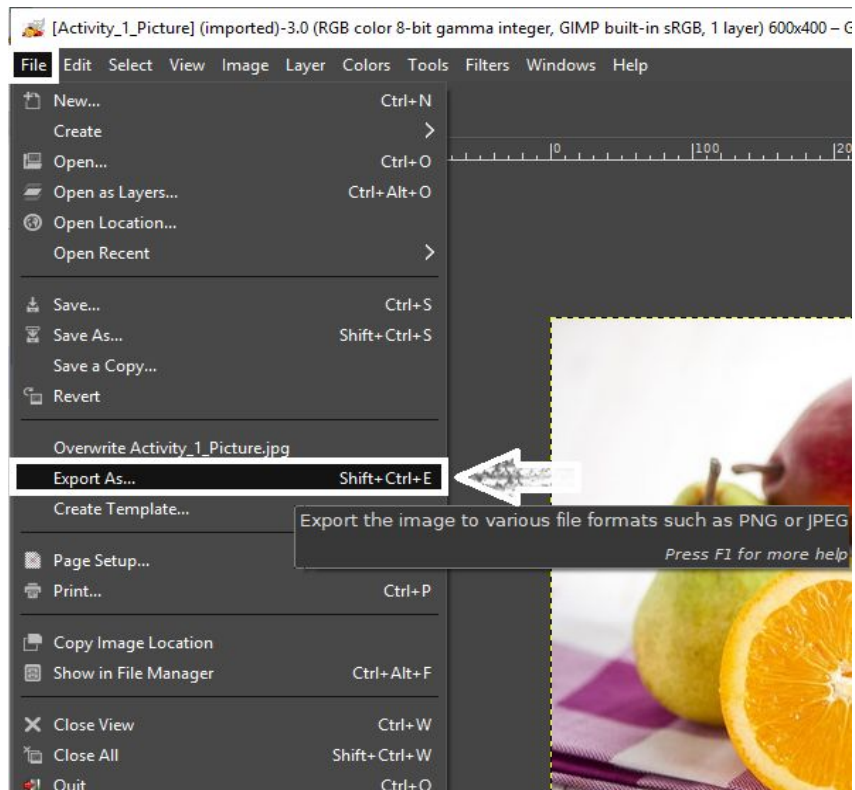 [Activity_1_Picture] (imported)-3.0 (RGB color 8-bit gamma integer, GIMP built-in sRGB, 1 layer) 600x400 – G
File Edit Select View Image Layer Colors Tools Filters Windows Help
New... Ctrl+N
Create
Open... Ctrl+O
0 100 20
Open as Layers... Ctrl+Alt+O
Open Location...
Open Recent
Save... Ctrl+S
Save As... Shift+Ctrl+S
Save a Copy...
Revert
Overwrite Activity_1_Picture.jpg
Export As... Shift+Ctrl+E
Create Template...
Export the image to various file formats such as PNG or JPEG
Press F1 for more help
Page Setup...
Print... Ctrl+P
Copy Image Location
Show in File Manager Ctrl+Alt+F
Close View Ctrl+W
Close All Shift+Ctrl+W
Quit Ctrl+Q